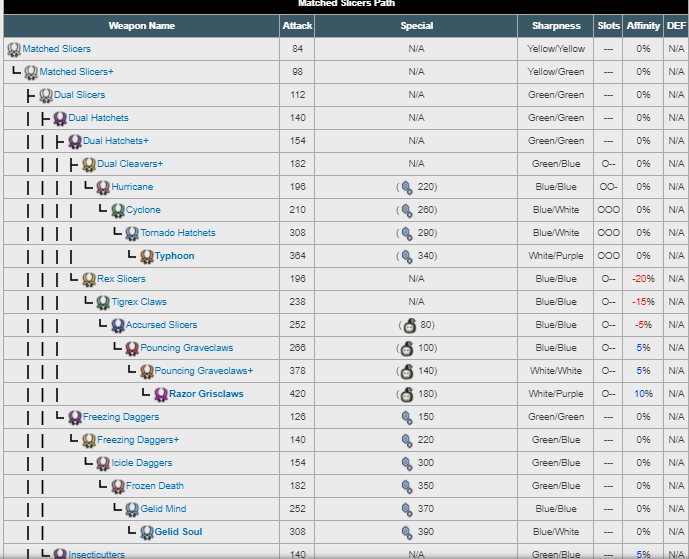 Matched Slicers Path
Weapon Name Attack Special Sharpness Slots Affinity DEF
Matched Slicers 84 N/A Yellow/Yellow --- 0% N/A
Matched Slicers+ 98 N/A Yellow/Green --- 0% N/A
Dual Slicers 112 N/A Green/Green --- 0% N/A
Dual Hatchets 140 N/A Green/Green --- 0% N/A
Dual Hatchets+ 154 N/A Green/Green --- 0% N/A
Dual Cleavers+ 182 N/A Green/Blue O-- 0% N/A
Hurricane 196 ( 220) Blue/Blue OO- 0% N/A
Cyclone 210 ( 260) Blue/White OOO 0% N/A
Tornado Hatchets 308 ( 290) Blue/White OOO 0% N/A
Typhoon 364 ( 340) White/Purple OOO 0% N/A
Rex Slicers 196 N/A Blue/Blue O-- -20% N/A
Tigrex Claws 238 N/A Blue/Blue O-- -15% N/A
Accursed Slicers 252 ( 80) Blue/Blue O-- -5% N/A
Pouncing Graveclaws 266 ( 100) Blue/Blue O-- 5% N/A
Pouncing Graveclaws+ 378 ( 140) White/White O-- 5% N/A
Razor Grisclaws 420 ( 180) White/Purple O-- 10% N/A
Freezing Daggers 126 150 Green/Green --- 0% N/A
Freezing Daggers+ 140 220 Green/Blue --- 0% N/A
Icicle Daggers 154 300 Green/Blue --- 0% N/A
Frozen Death 182 350 Green/Blue --- 0% N/A
Gelid Mind 252 370 Blue/Blue --- 0% N/A
Gelid Soul 308 390 Blue/White --- 0% N/A
Insecticutters 140 N/A Green/Blue --- 5% N/A